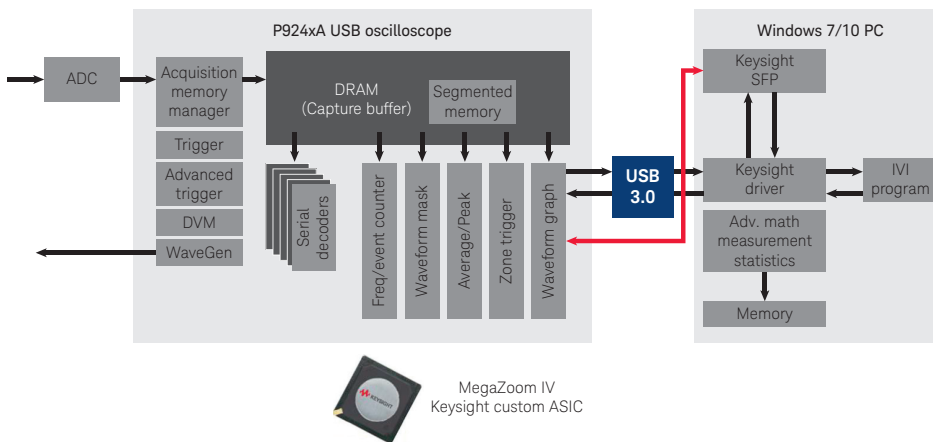 P924xA USB oscilloscope
Windows 7/10 PC
ADC
Acquisition
memory
manager
Trigger
Advanced
trigger
DVM
WaveGen
DRAM
(Capture buffer)
Segmented
memory
Serial
decoders
Freq/event counter
Waveform mask
Average/Peak
Zone trigger
Waveform graph
USB
3.0
Keysight
SFP
Keysight
driver
IVI
program
Adv. math
measurement
statistics
Memory
KEYSIGHT
MegaZoom IV
Keysight custom ASIC